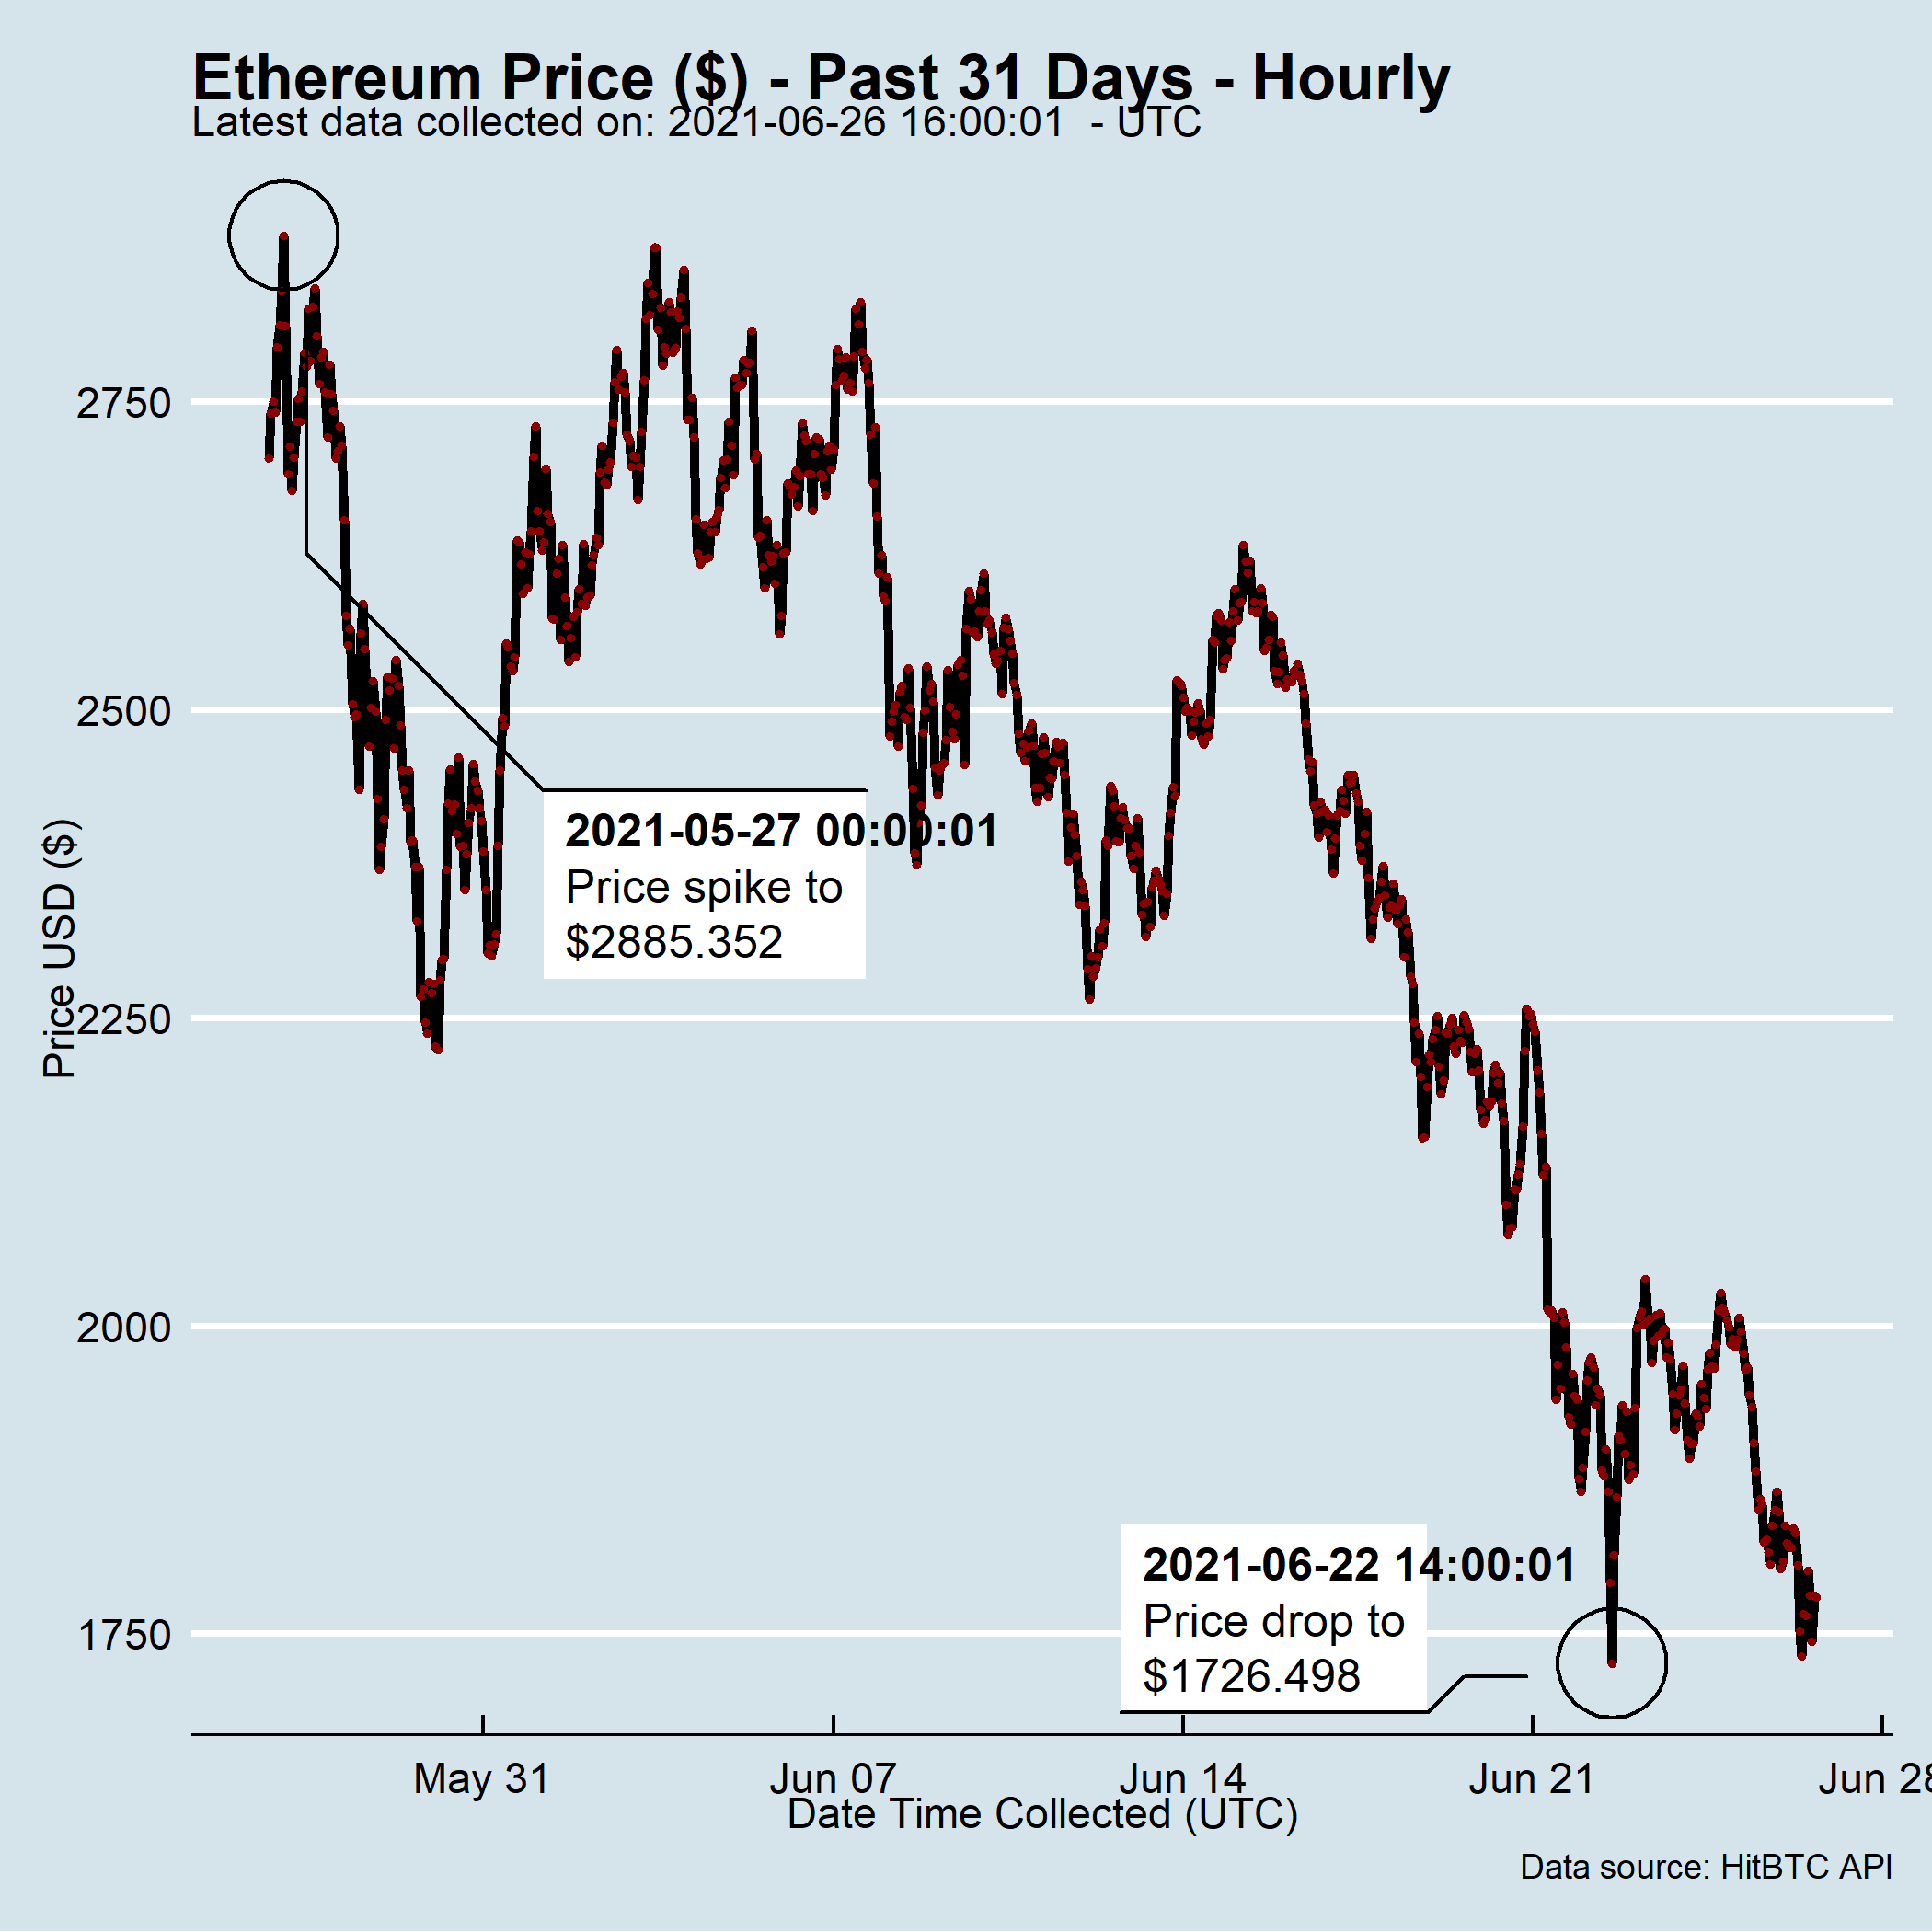 Ethereum Price ($) - Past 31 Days - Hourly
Latest data collected on: 2021-06-26 16:00:01  - UTC
Price USD ($)
2750
2500
2250
2000
1750
2021-05-27 00:00:01
Price spike to
$2885.352
2021-06-22 14:00:01
Price drop to
$1726.498
May 31
Jun 07
Jun 14
Jun 21
Jun 28
Date Time Collected (UTC)
Data source: HitBTC API